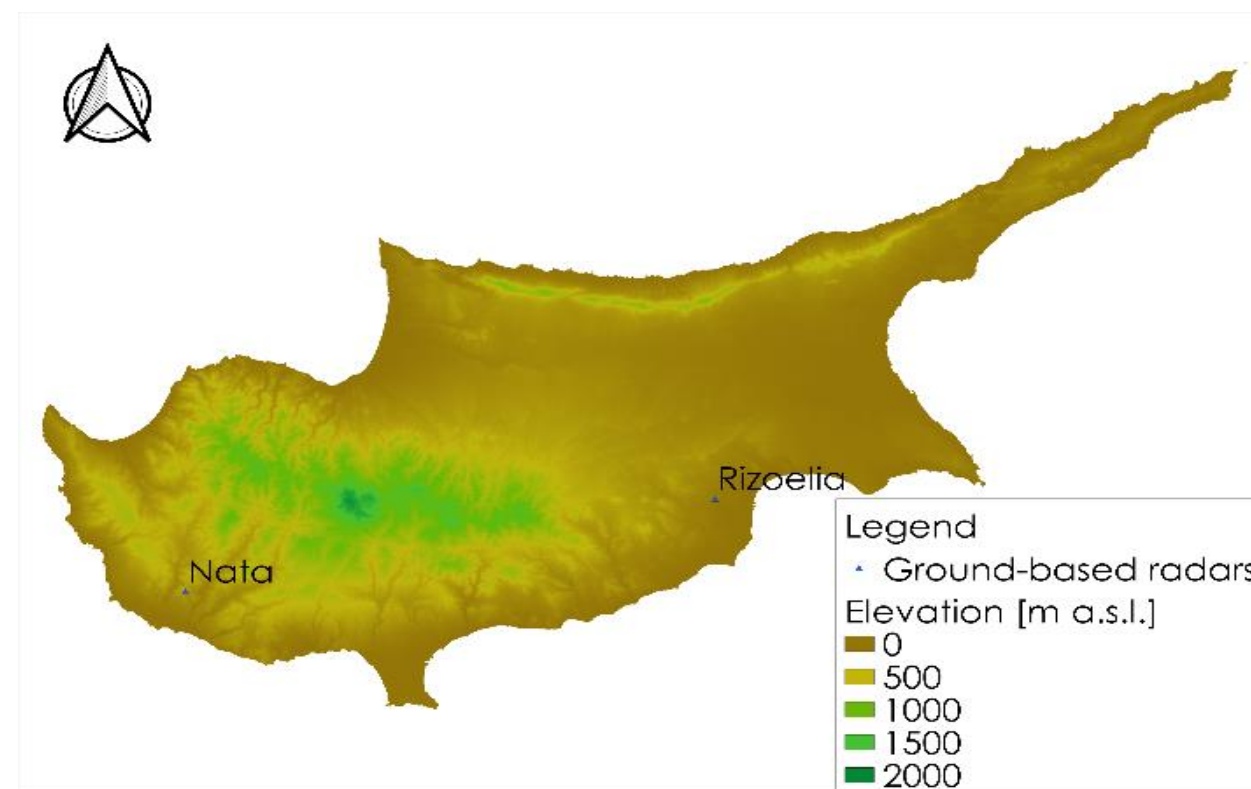 Rizoelia
Nata
Legend
Ground-based radars
Elevation [m a.s.l.]
0
500
1000
1500
2000